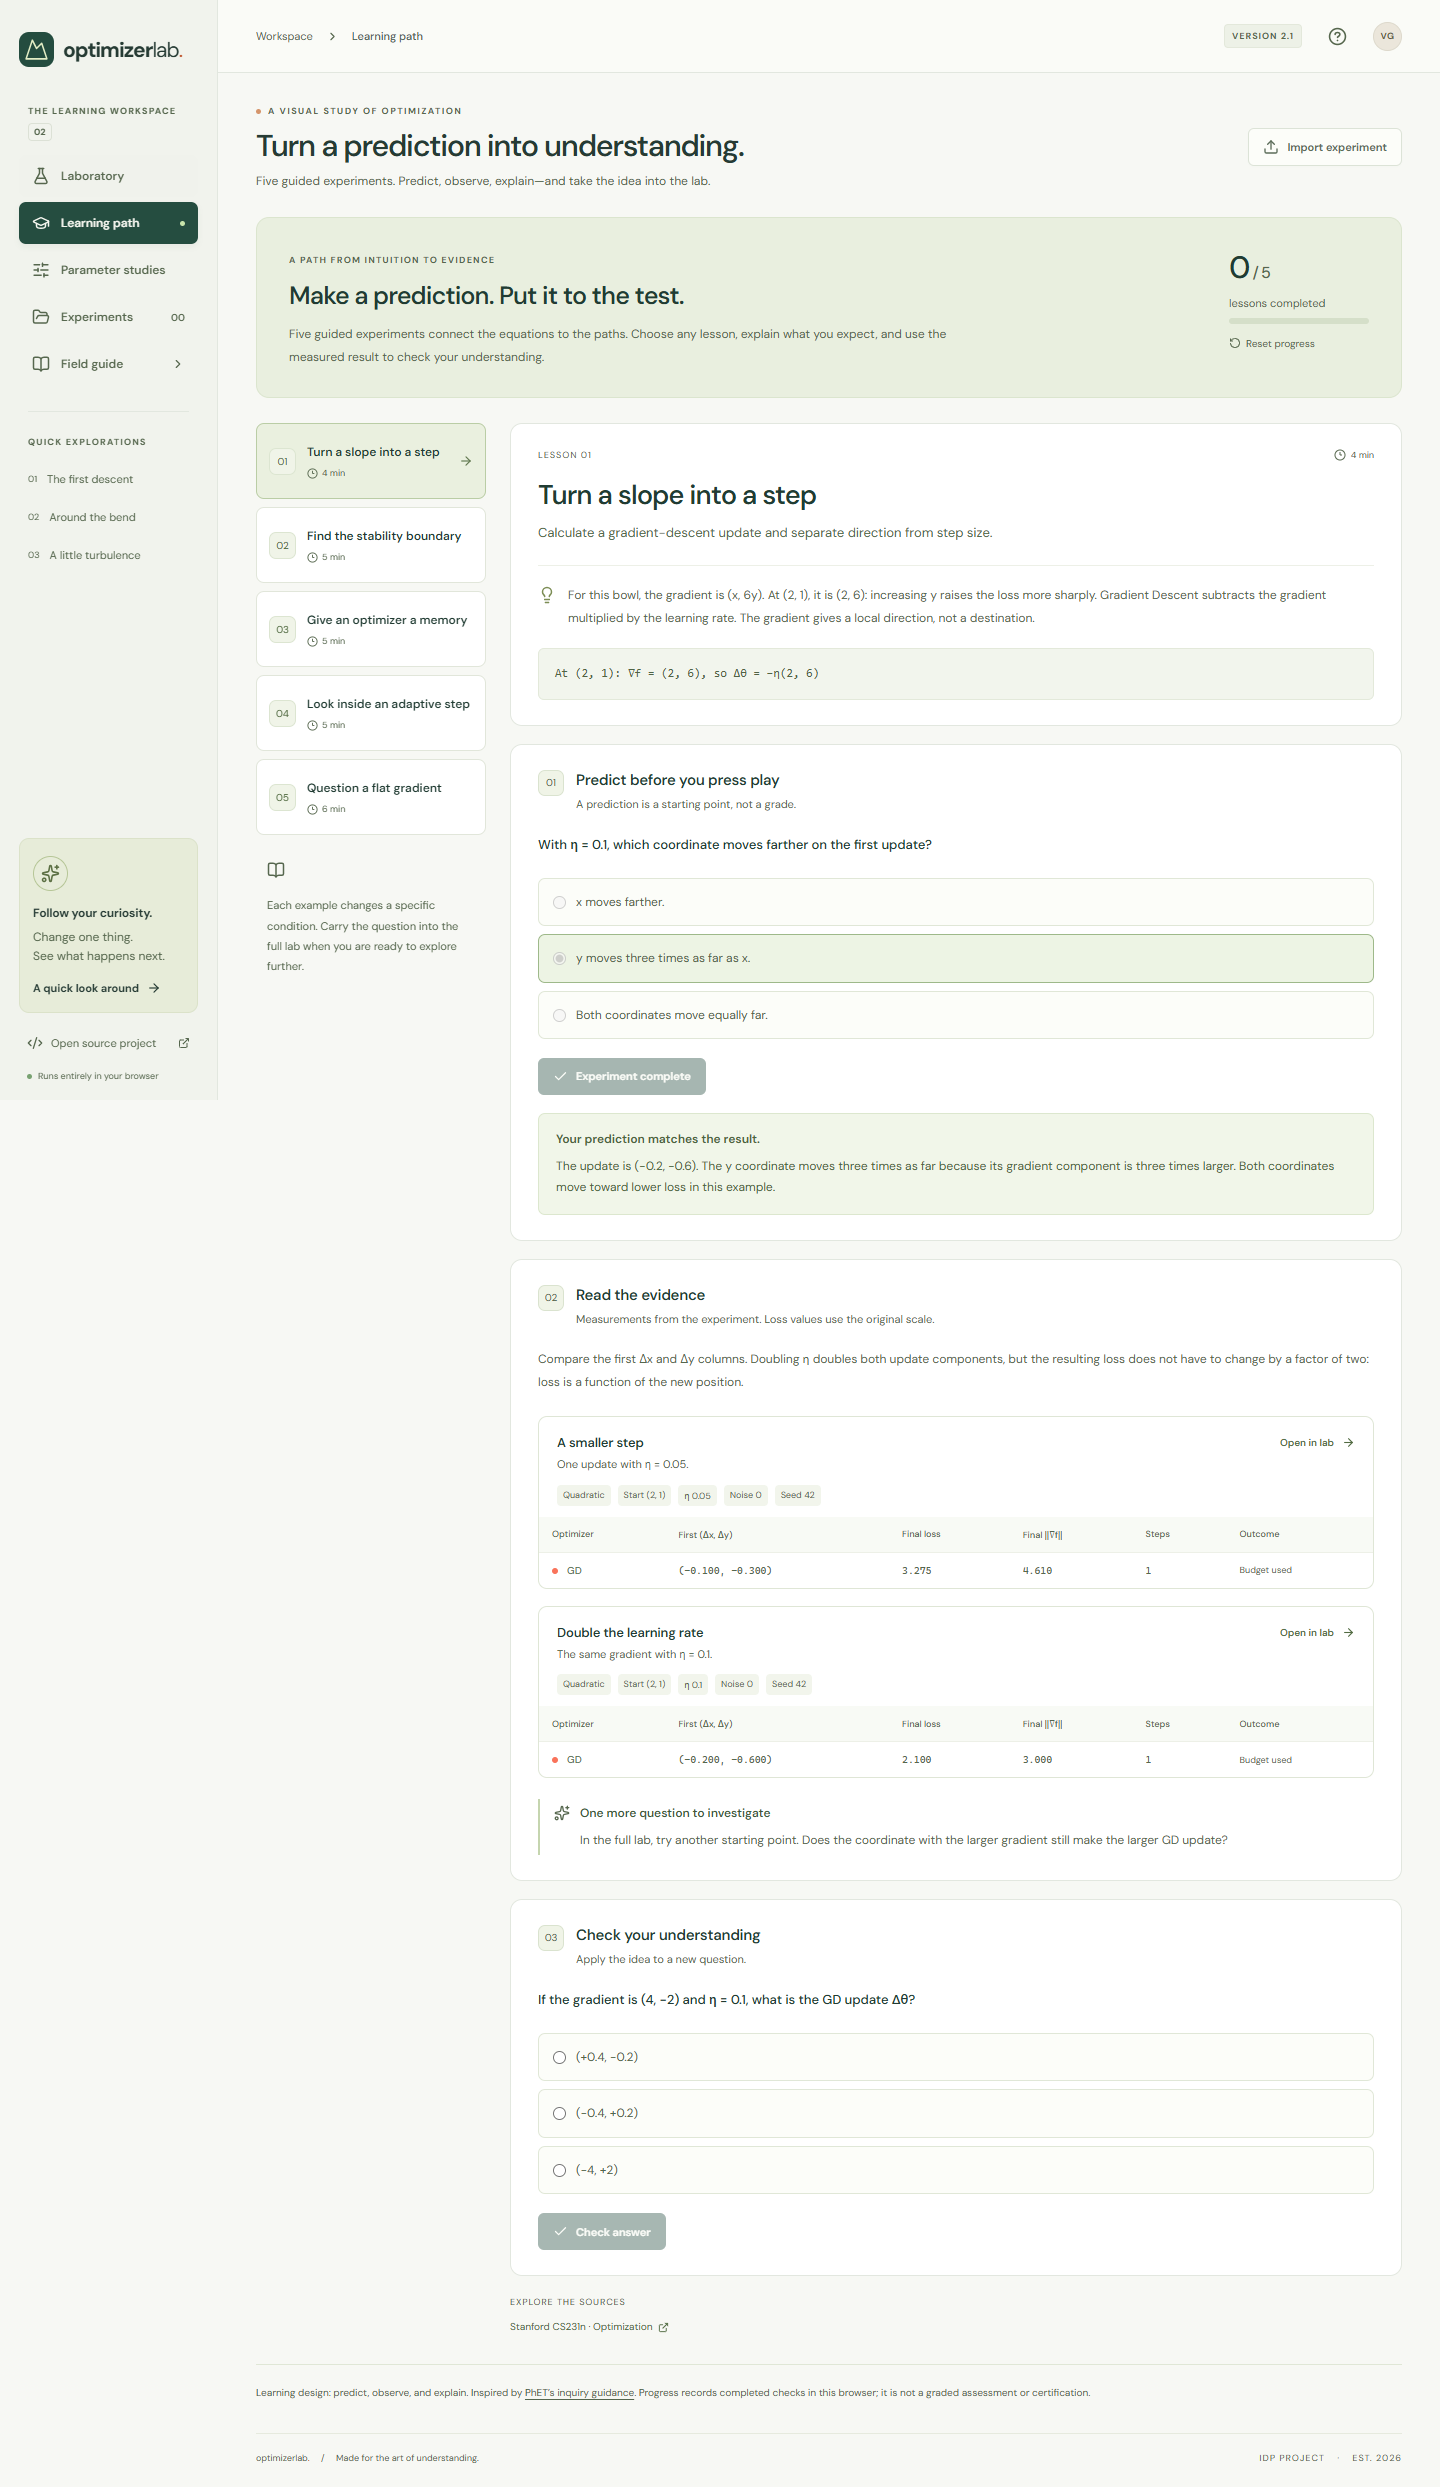 optimizerlab.
THE LEARNING WORKSPACE
02
Laboratory
Learning path
Parameter studies
Experiments 00
Field guide
QUICK EXPLORATIONS
01 The first descent
02 Around the bend
03 A little turbulence
Follow your curiosity.
Change one thing.
See what happens next.
A quick look around
Open source project
Runs entirely in your browser
Workspace Learning path
VERSION 2.1
VG
A VISUAL STUDY OF OPTIMIZATION
Turn a prediction into understanding.
Five guided experiments. Predict, observe, explain—and take the idea into the lab.
Import experiment
A PATH FROM INTUITION TO EVIDENCE
Make a prediction. Put it to the test.
Five guided experiments connect the equations to the paths. Choose any lesson, explain what you expect, and use the
measured result to check your understanding.
0 / 5
lessons completed
Reset progress
01 Turn a slope into a step
4 min
02 Find the stability boundary
5 min
03 Give an optimizer a memory
5 min
04 Look inside an adaptive step
5 min
05 Question a flat gradient
6 min
Each example changes a specific
condition. Carry the question into the
full lab when you are ready to explore
further.
LESSON 01 4 min
Turn a slope into a step
Calculate a gradient-descent update and separate direction from step size.
For this bowl, the gradient is (x, 6y). At (2, 1), it is (2, 6): increasing y raises the loss more sharply. Gradient Descent subtracts the gradient
multiplied by the learning rate. The gradient gives a local direction, not a destination.
At (2, 1): ∇f = (2, 6), so Δθ = −η(2, 6)
01 Predict before you press play
A prediction is a starting point, not a grade.
With η = 0.1, which coordinate moves farther on the first update?
x moves farther.
y moves three times as far as x.
Both coordinates move equally far.
Experiment complete
Your prediction matches the result.
The update is (−0.2, −0.6). The y coordinate moves three times as far because its gradient component is three times larger. Both coordinates
move toward lower loss in this example.
02 Read the evidence
Measurements from the experiment. Loss values use the original scale.
Compare the first Δx and Δy columns. Doubling η doubles both update components, but the resulting loss does not have to change by a factor of two:
loss is a function of the new position.
A smaller step Open in lab
One update with η = 0.05.
Quadratic Start (2, 1) η 0.05 Noise 0 Seed 42
Optimizer First (Δx, Δy) Final loss Final ||∇f|| Steps Outcome
GD (−0.100, −0.300) 3.275 4.610 1 Budget used
Double the learning rate Open in lab
The same gradient with η = 0.1.
Quadratic Start (2, 1) η 0.1 Noise 0 Seed 42
Optimizer First (Δx, Δy) Final loss Final ||∇f|| Steps Outcome
GD (−0.200, −0.600) 2.100 3.000 1 Budget used
One more question to investigate
In the full lab, try another starting point. Does the coordinate with the larger gradient still make the larger GD update?
03 Check your understanding
Apply the idea to a new question.
If the gradient is (4, −2) and η = 0.1, what is the GD update Δθ?
(+0.4, −0.2)
(−0.4, +0.2)
(−4, +2)
Check answer
EXPLORE THE SOURCES
Stanford CS231n · Optimization
Learning design: predict, observe, and explain. Inspired by PhET's inquiry guidance. Progress records completed checks in this browser; it is not a graded assessment or certification.
optimizerlab. / Made for the art of understanding.
IDP PROJECT · EST. 2026